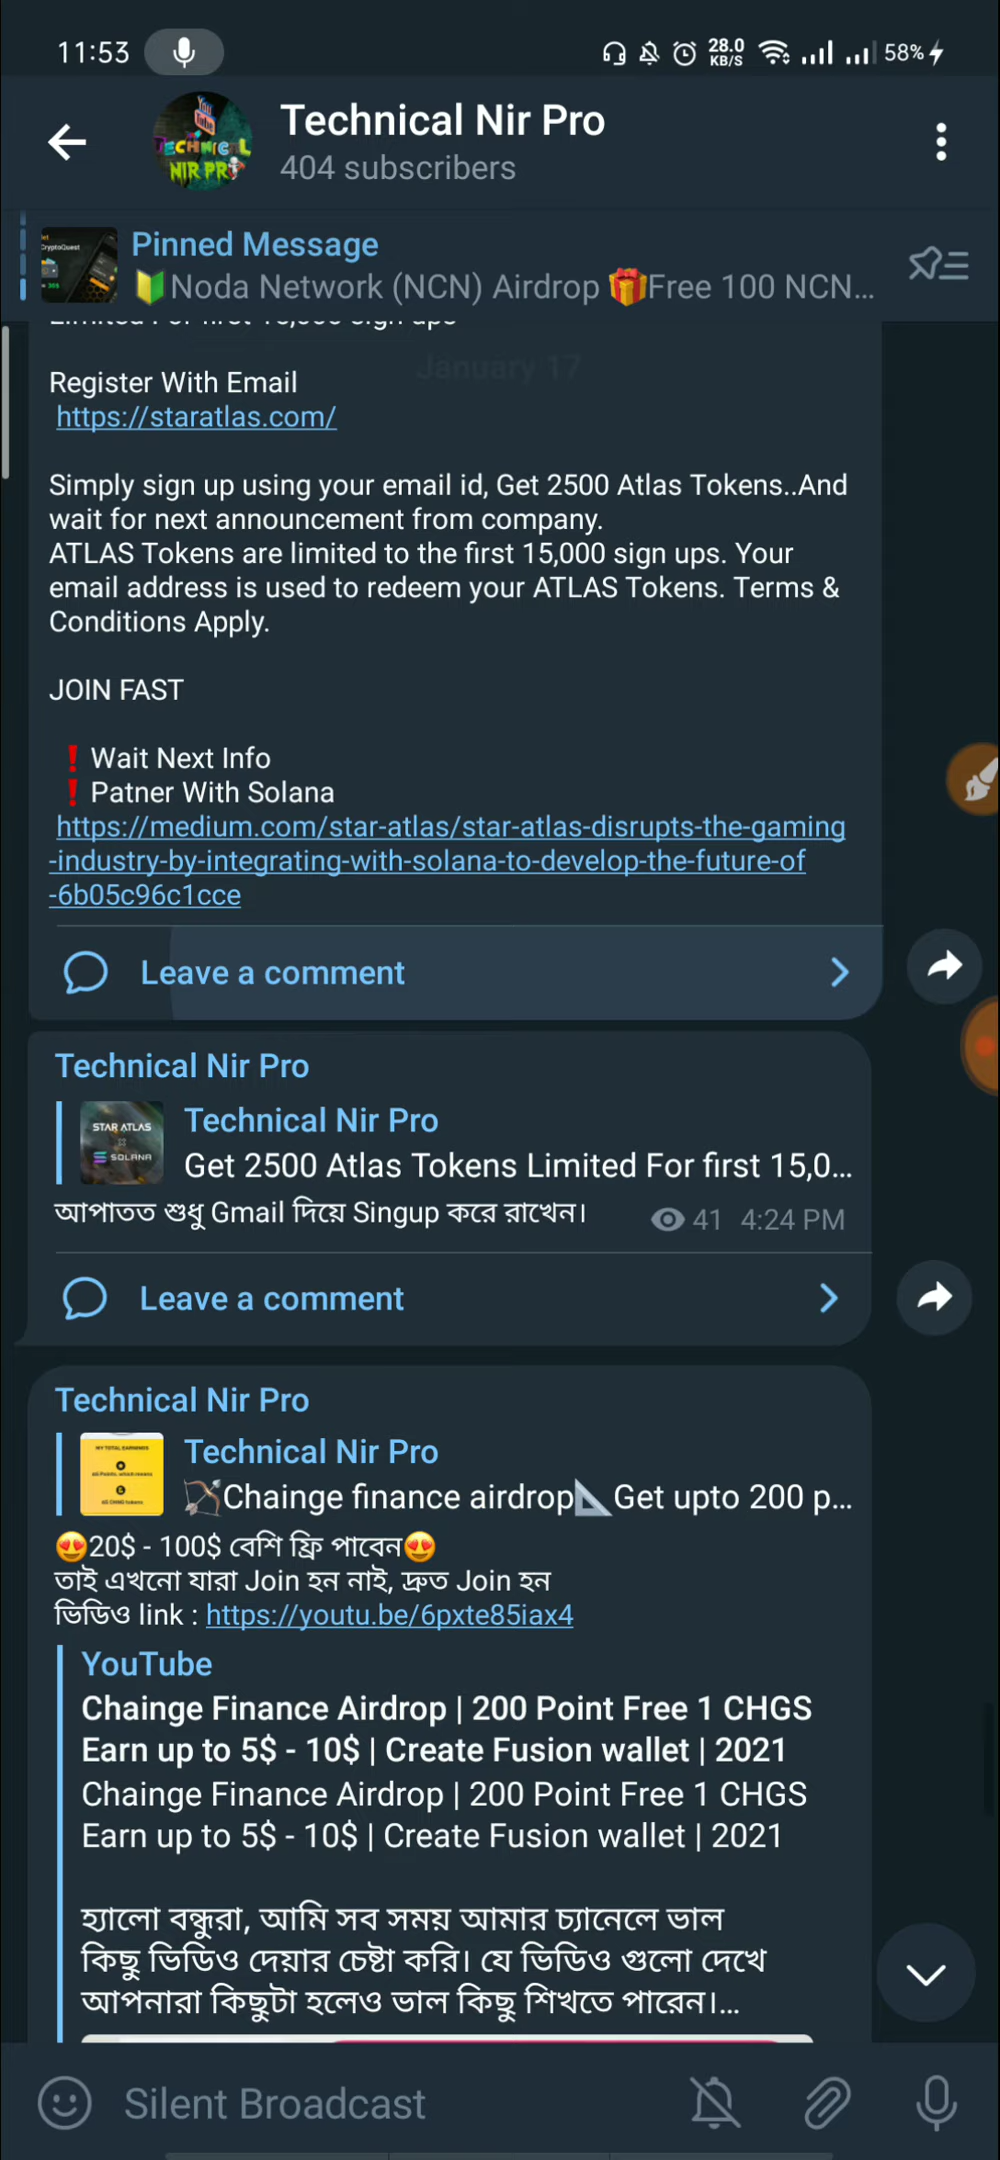 11:53
28.0
KB/S
58%
Technical Nir Pro
404 subscribers
Pinned Message
🔰Noda Network (NCN) Airdrop 🎁Free 100 NCN...
January 17
Register With Email
https://staratlas.com/
Simply sign up using your email id, Get 2500 Atlas Tokens..And
wait for next announcement from company.
ATLAS Tokens are limited to the first 15,000 sign ups. Your
email address is used to redeem your ATLAS Tokens. Terms &
Conditions Apply.
JOIN FAST
❗Wait Next Info
❗Patner With Solana
https://medium.com/star-atlas/star-atlas-disrupts-the-gaming
-industry-by-integrating-with-solana-to-develop-the-future-of
-6b05c96c1cce
Leave a comment
Technical Nir Pro
STAR ATLAS
SOLANA
Technical Nir Pro
Get 2500 Atlas Tokens Limited For first 15,0...
আপাতত শুধু Gmail দিয়ে Singup করে রাখেন।
41 4:24 PM
Leave a comment
Technical Nir Pro
MY TOTAL EARNINGS
Technical Nir Pro
🏹Chainge finance airdrop📐Get upto 200 p...
😍20$ - 100$ বেশি ফ্রি পাবেন😍
তাই এখনো যারা Join হন নাই, দ্রুত Join হন
ভিডিও link : https://youtu.be/6pxte85iax4
YouTube
Chainge Finance Airdrop | 200 Point Free 1 CHGS
Earn up to 5$ - 10$ | Create Fusion wallet | 2021
Chainge Finance Airdrop | 200 Point Free 1 CHGS
Earn up to 5$ - 10$ | Create Fusion wallet | 2021
হ্যালো বন্ধুরা, আমি সব সময় আমার চ্যানেলে ভাল
কিছু ভিডিও দেয়ার চেষ্টা করি। যে ভিডিও গুলো দেখে
আপনারা কিছুটা হলেও ভাল কিছু শিখতে পারেন।...
Silent Broadcast